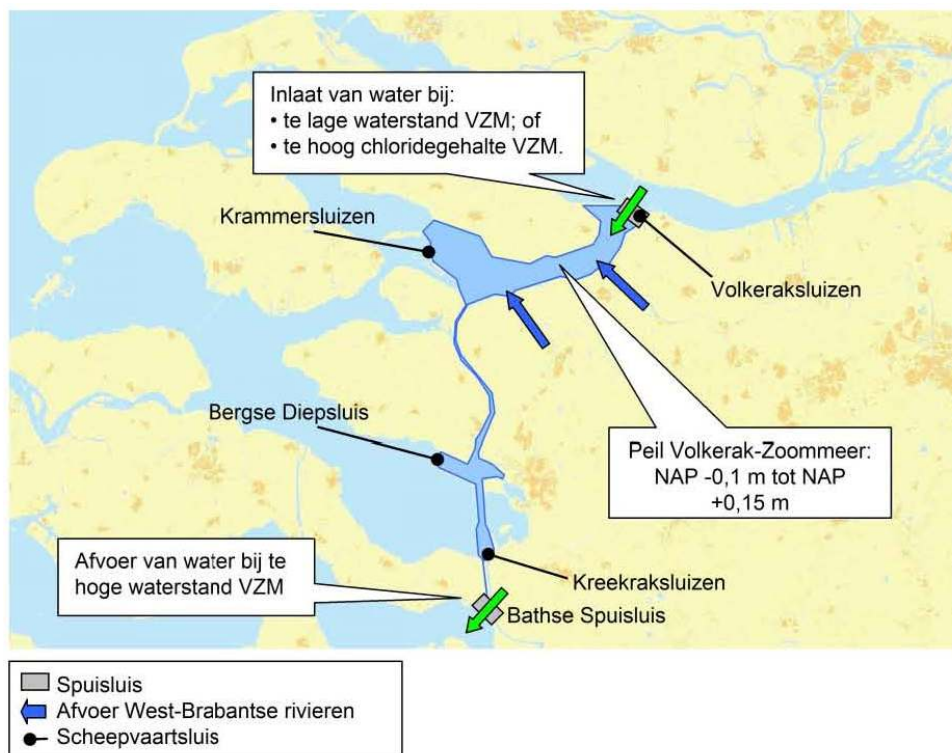 Inlaat van water bij:
• te lage waterstand VZM; of
• te hoog chloridegehalte VZM.
Krammersluizen
Volkeraksluizen
Bergse Diepsluis
Peil Volkerak-Zoommeer:
NAP -0,1 m tot NAP
+0,15 m
Afvoer van water bij te
hoge waterstand VZM
Kreekraksluizen
Bathse Spuisluis
Spuisluis
Afvoer West-Brabantse rivieren
Scheepvaartsluis